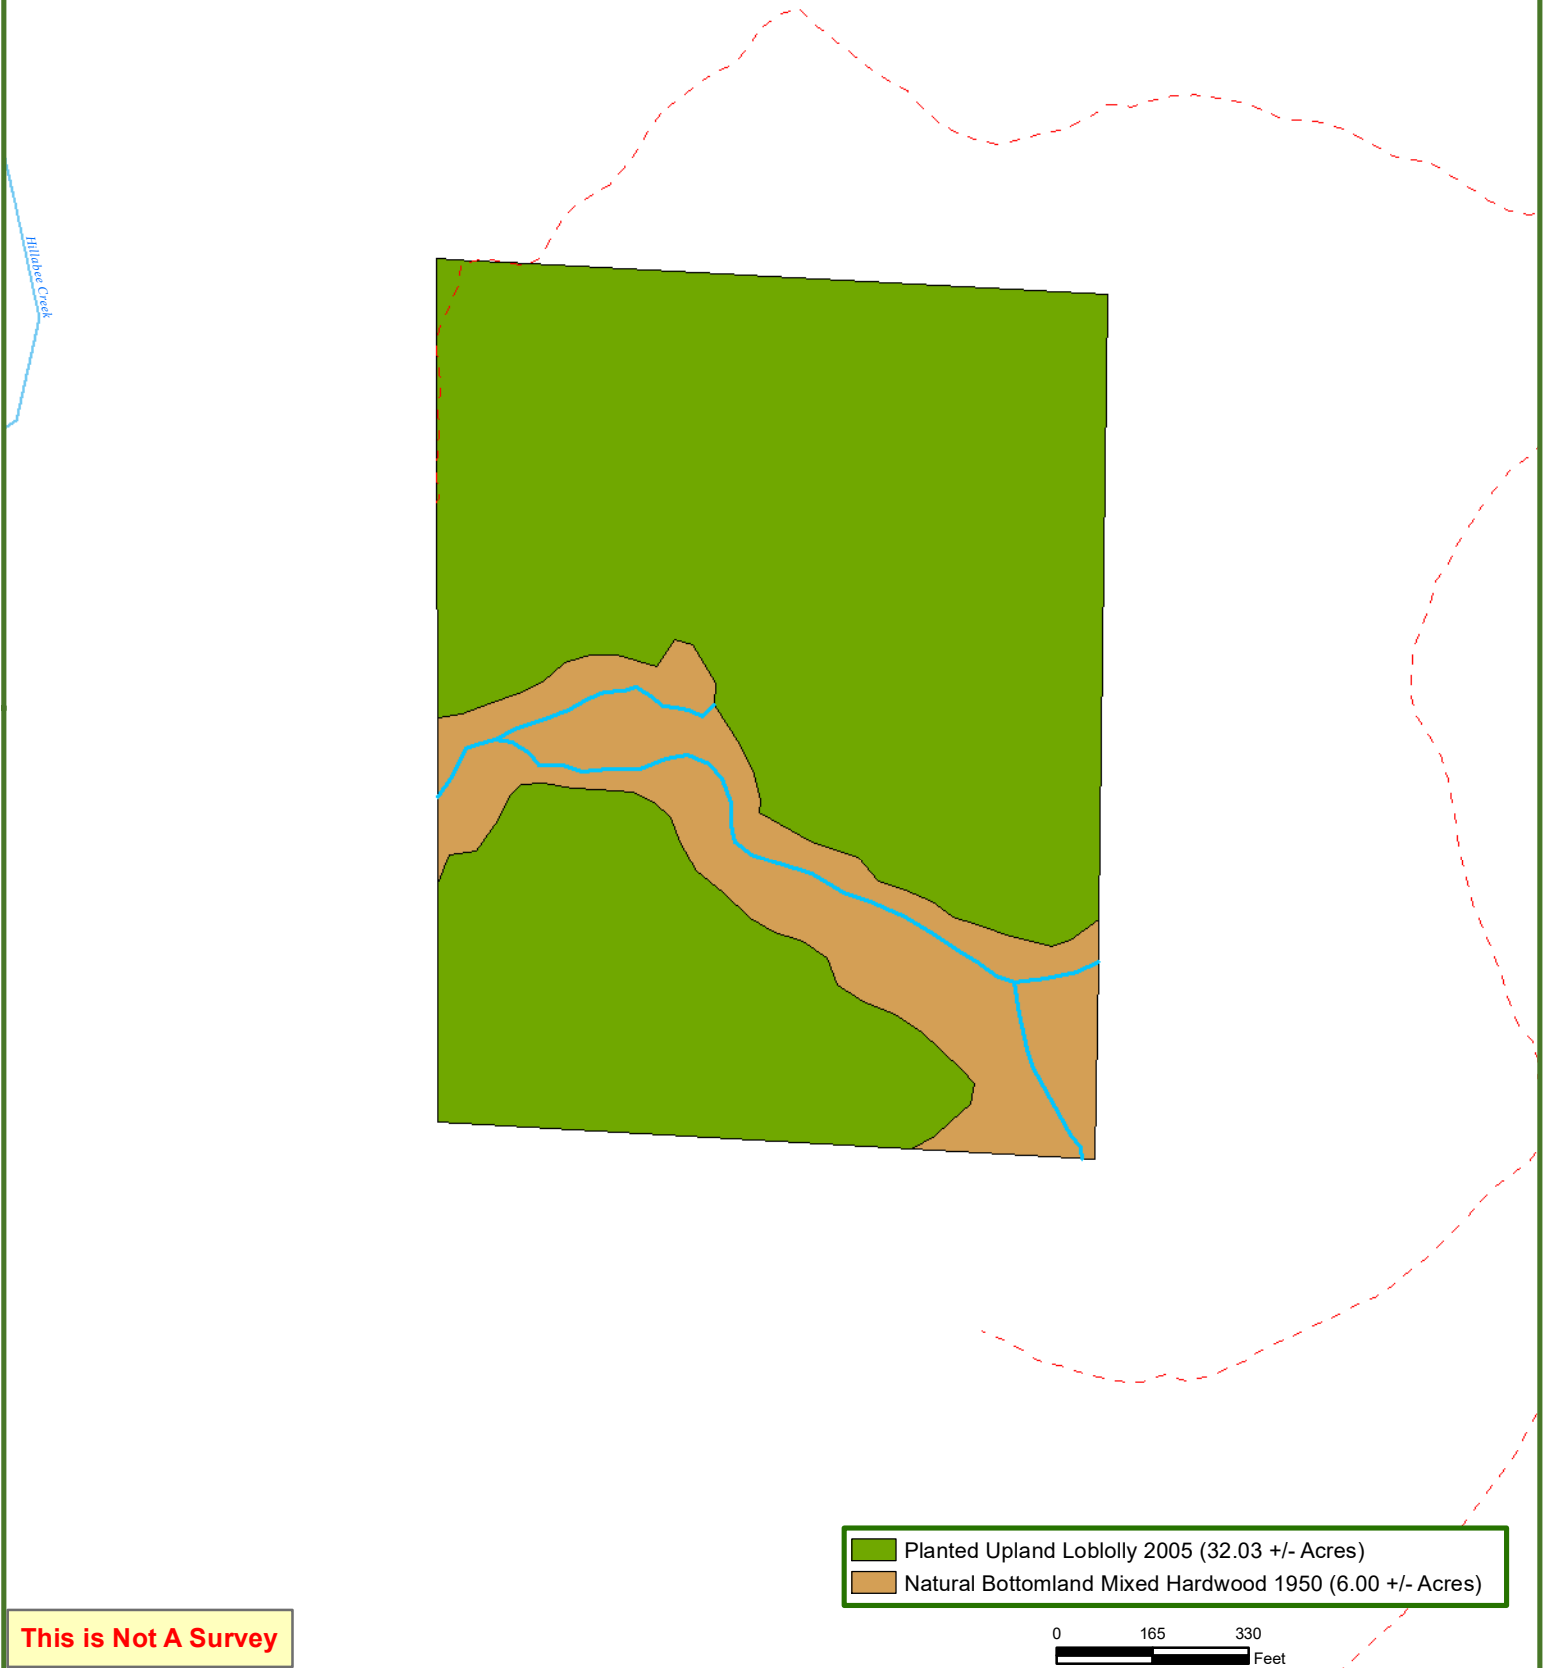 Hillabee Creek
Planted Upland Loblolly 2005 (32.03 +/- Acres)
Natural Bottomland Mixed Hardwood 1950 (6.00 +/- Acres)
This is Not A Survey
0 165 330
Feet